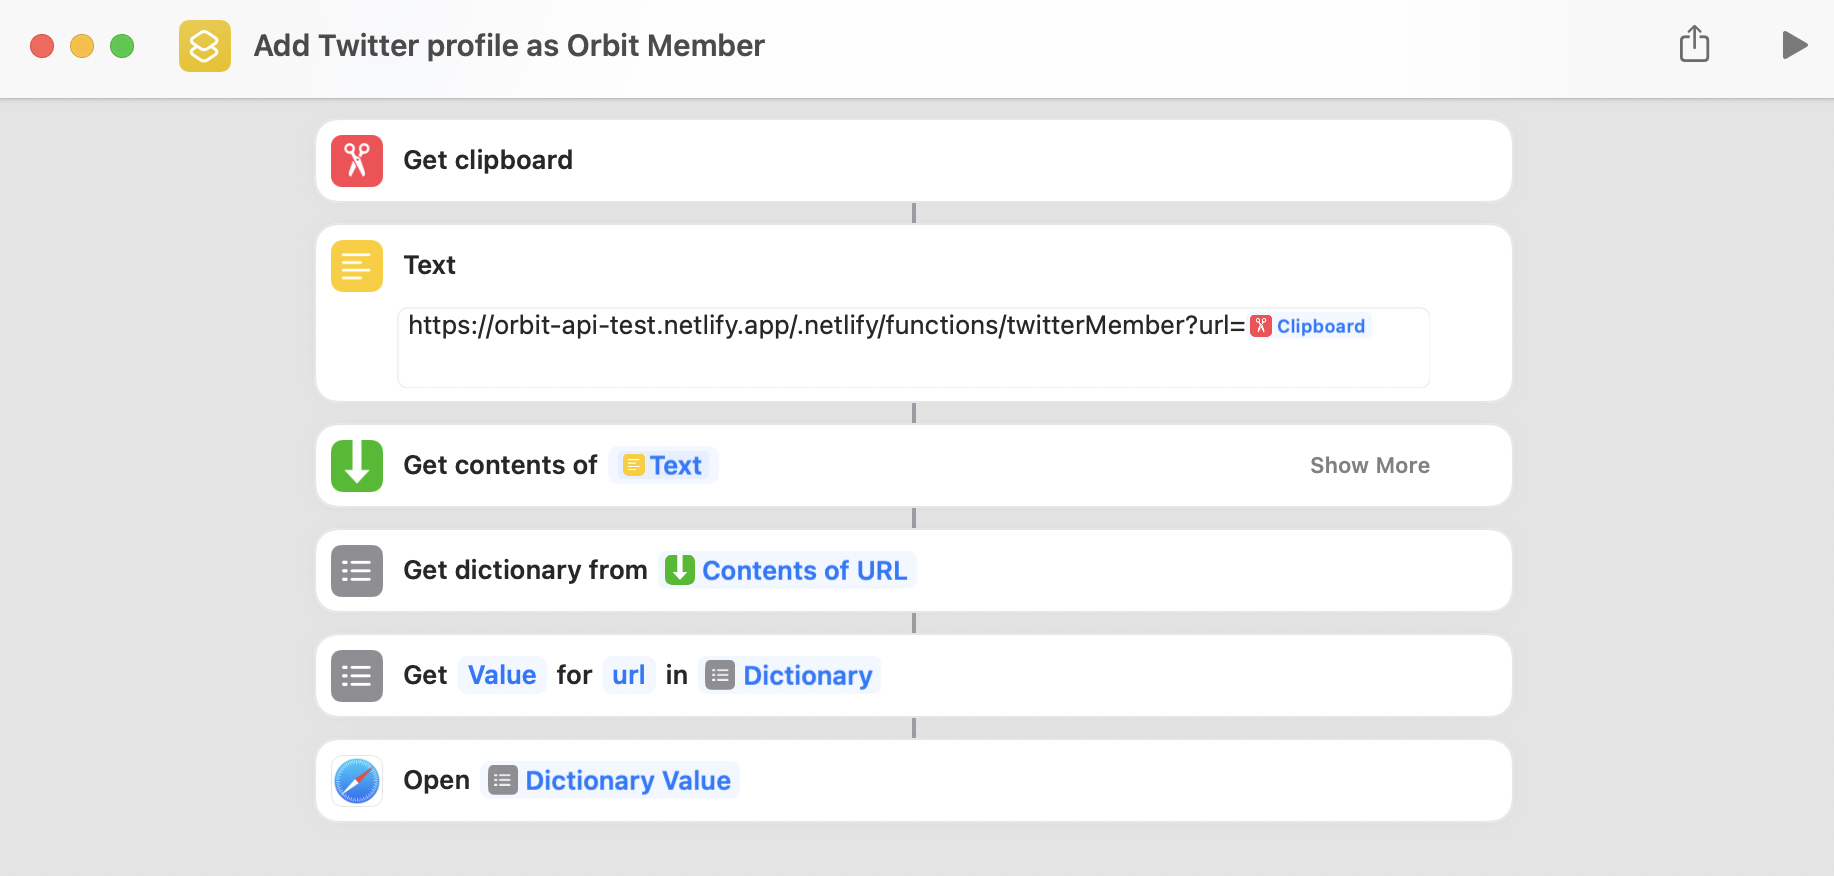 Add Twitter profile as Orbit Member
Get clipboard
Text
https://orbit-api-test.netlify.app/.netlify/functions/twitterMember?url= Clipboard
Get contents of Text Show More
Get dictionary from Contents of URL
Get Value for url in Dictionary
Open Dictionary Value